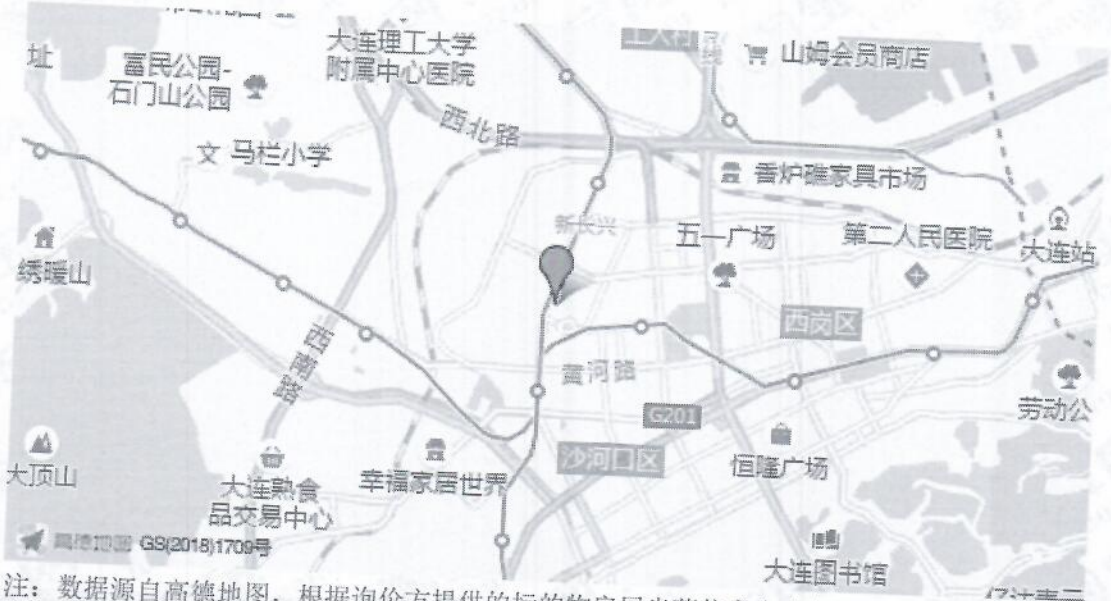 大连理工大学
附属中心医院
工人村
山姆会员商店
址
富民公园-
石门山公园
西北路
文 马栏小学
香炉礁家具市场
新长兴
五一广场
第二人民医院
大连站
绣暖山
西岗区
西南路
黄河路
劳动公
G201
沙河口区
恒隆广场
大顶山
幸福家居世界
大连熟食
品交易中心
高德地图 GS(2018)1709号
大连图书馆
注：数据源自高德地图，根据询价方提供的标的物房屋坐落